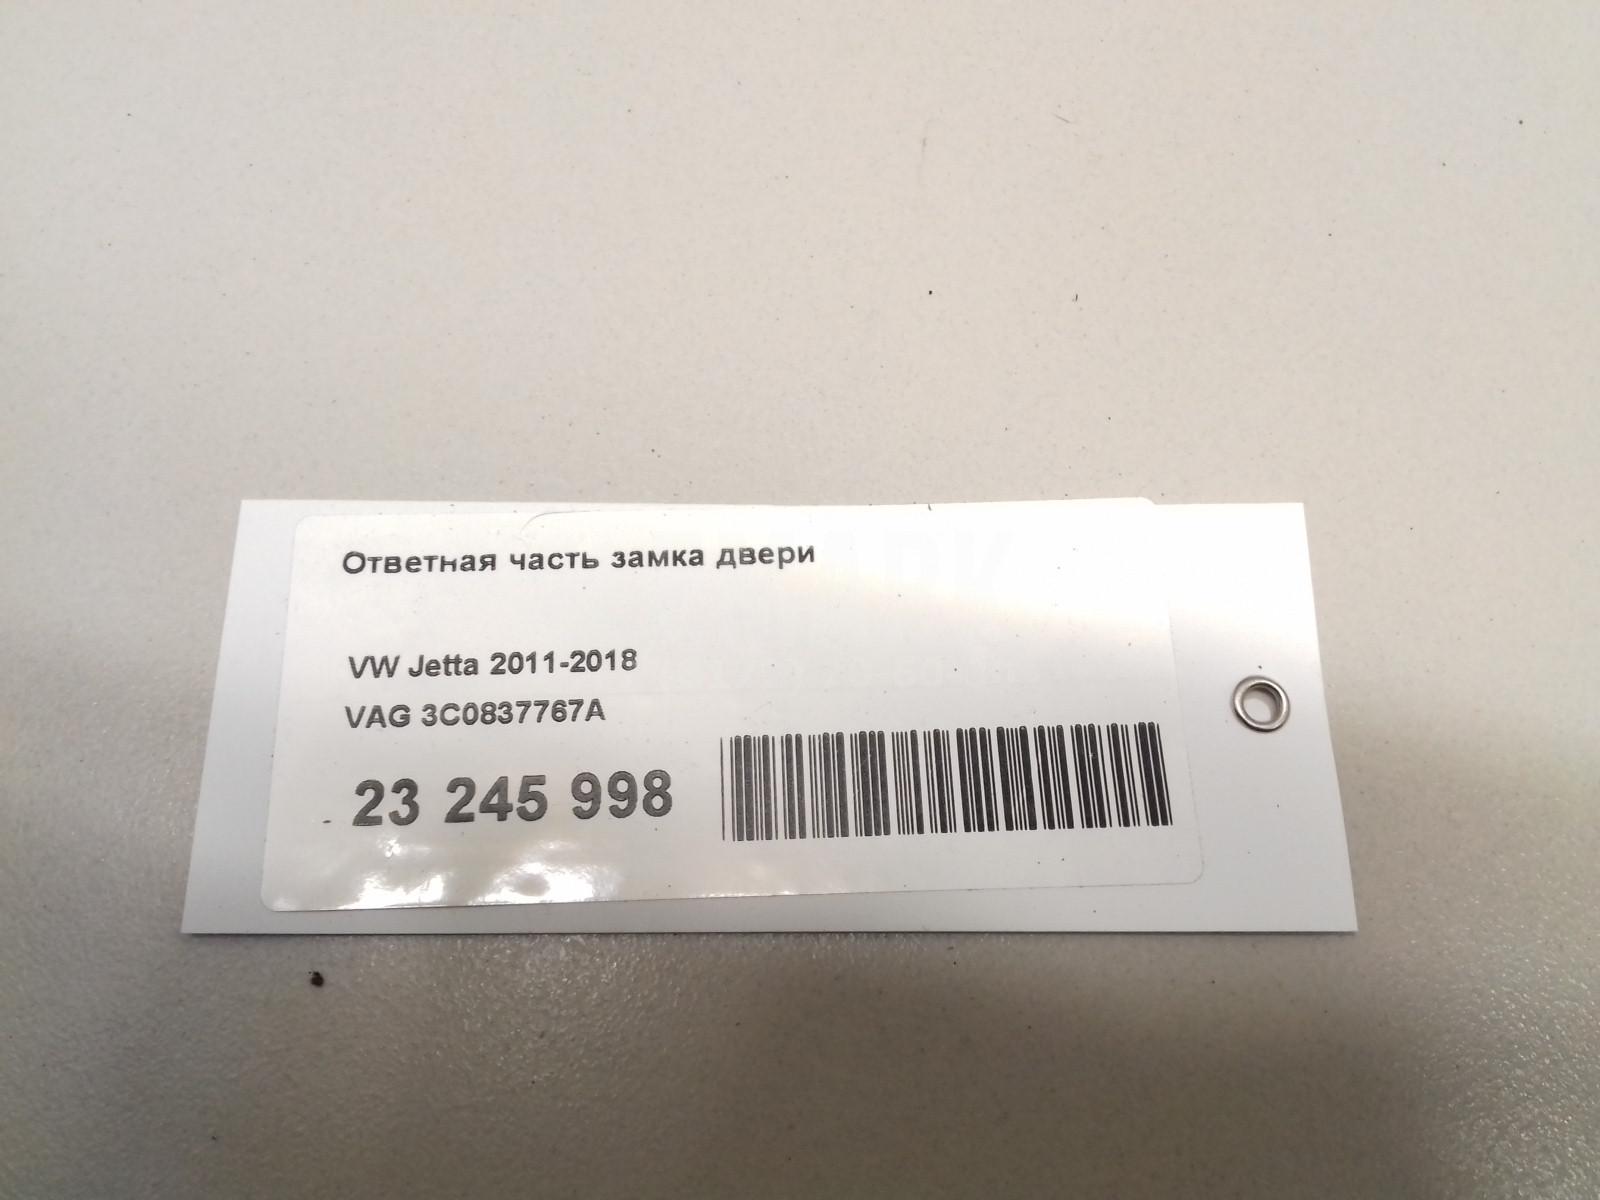 Ответная часть замка двери
VW Jetta 2011-2018
VAG 3C0837767A
23 245 998